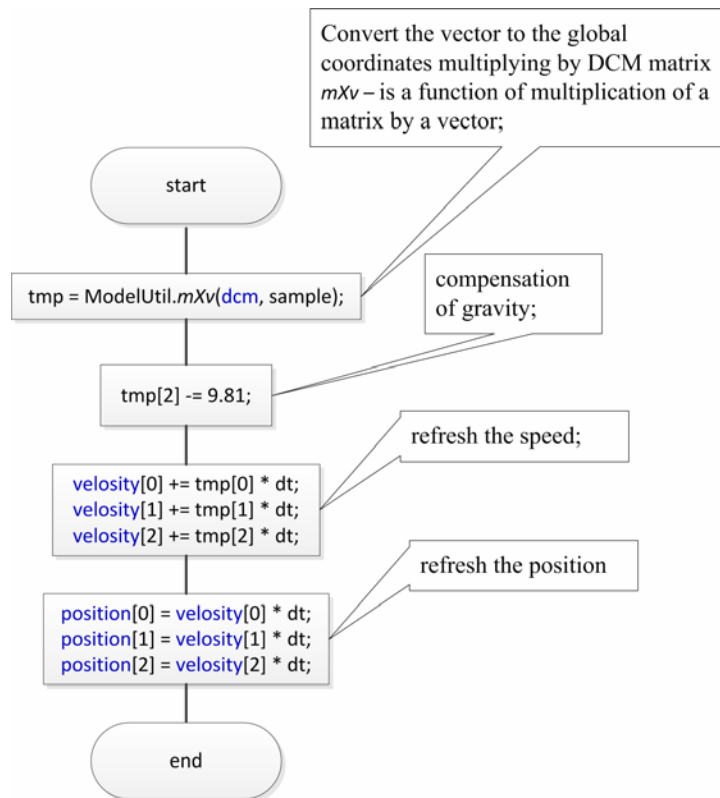 Convert the vector to the global
coordinates multiplying by DCM matrix
mXv – is a function of multiplication of a
matrix by a vector;
start
tmp = ModelUtil.mXv(dcm, sample);
compensation
of gravity;
tmp[2] -= 9.81;
refresh the speed;
velosity[0] += tmp[0] * dt;
velosity[1] += tmp[1] * dt;
velosity[2] += tmp[2] * dt;
refresh the position
position[0] = velosity[0] * dt;
position[1] = velosity[1] * dt;
position[2] = velosity[2] * dt;
end